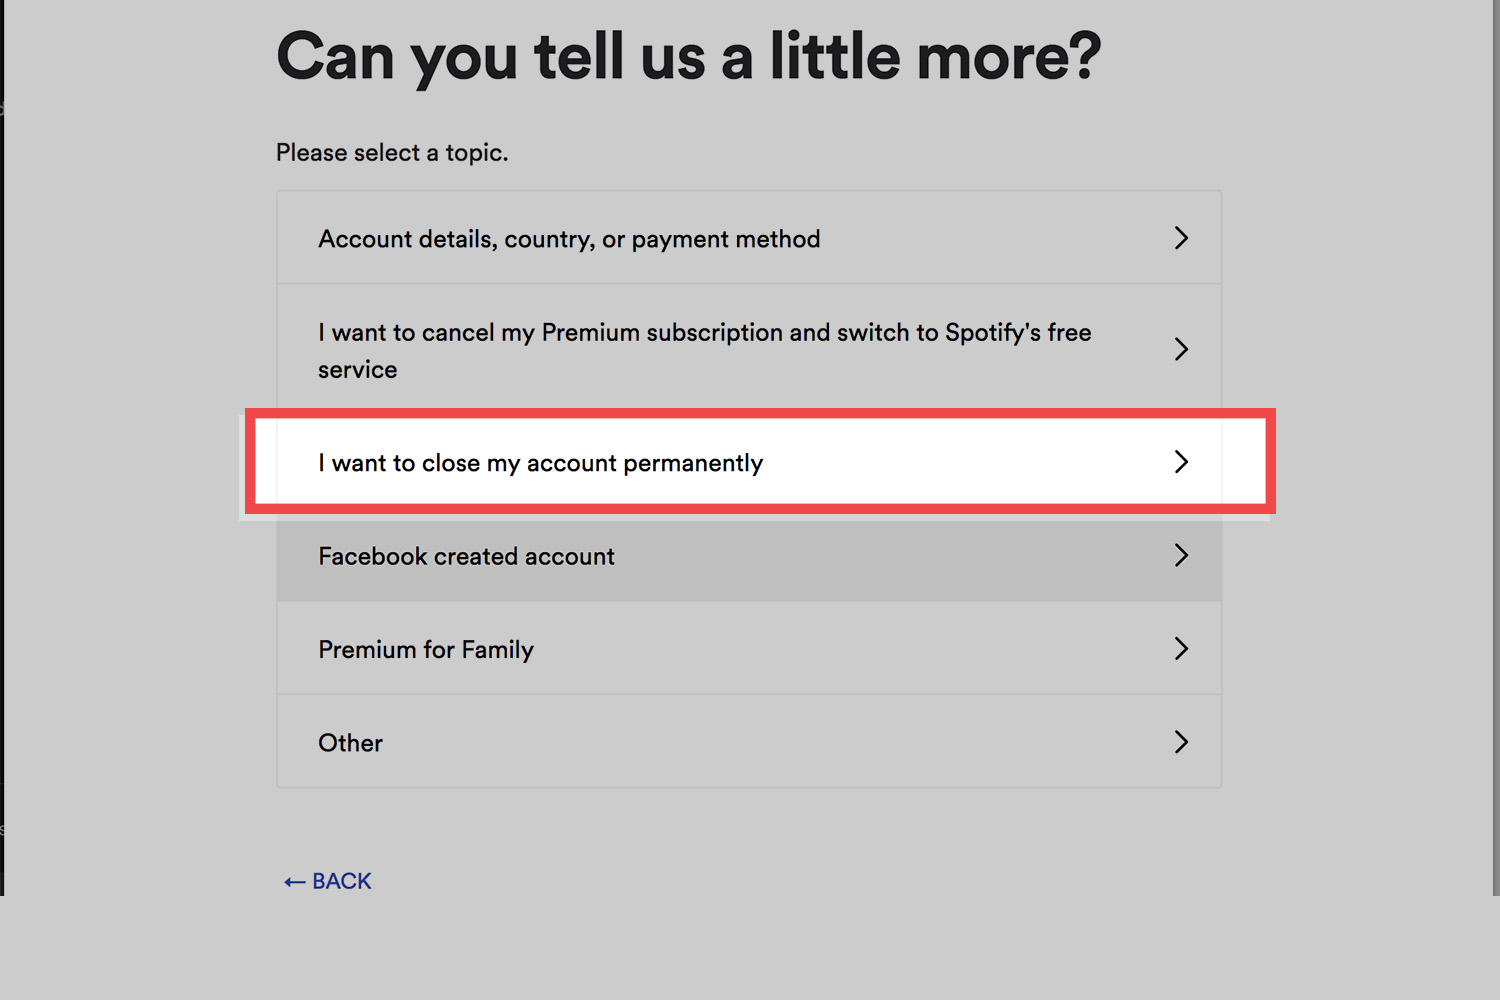 Can you tell us a little more?
Please select a topic.
Account details, country, or payment method
I want to cancel my Premium subscription and switch to Spotify's free
service
I want to close my account permanently
Facebook created account
Premium for Family
Other
← BACK